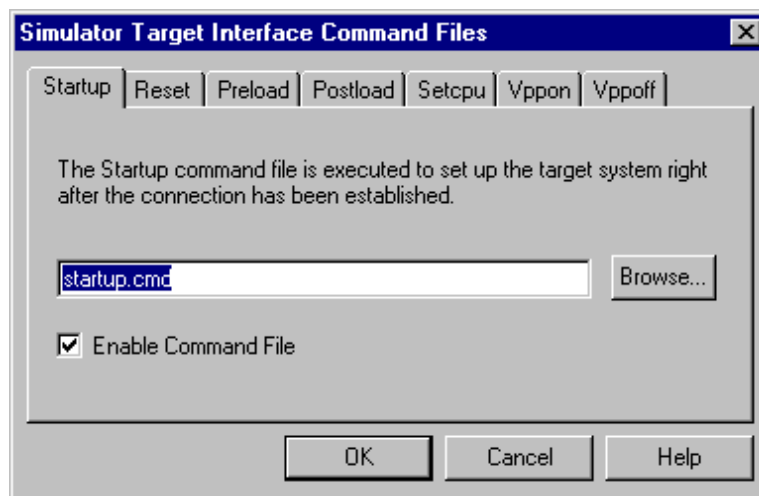 Simulator Target Interface Command Files
Startup Reset Preload Postload Setcpu Vppon Vppoff
The Startup command file is executed to set up the target system right
after the connection has been established.
startup.cmd Browse...
Enable Command File
OK Cancel Help